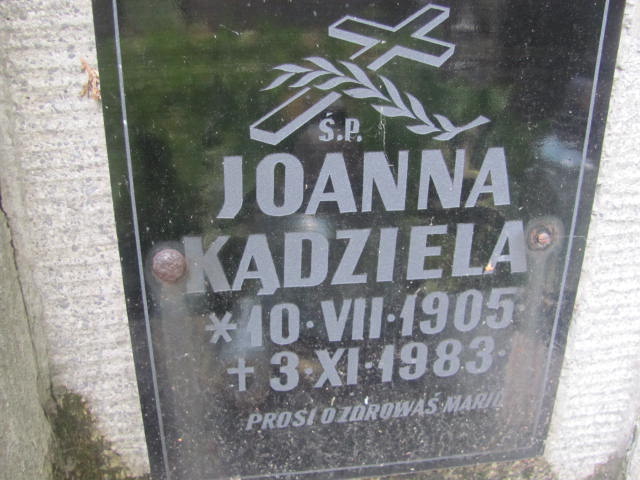 Ś.P.
JOANNA
KĄDZIELA
*10·VII·1905·
✝3·XI·1983·
PROSI O ZDROWAŚ MARIO